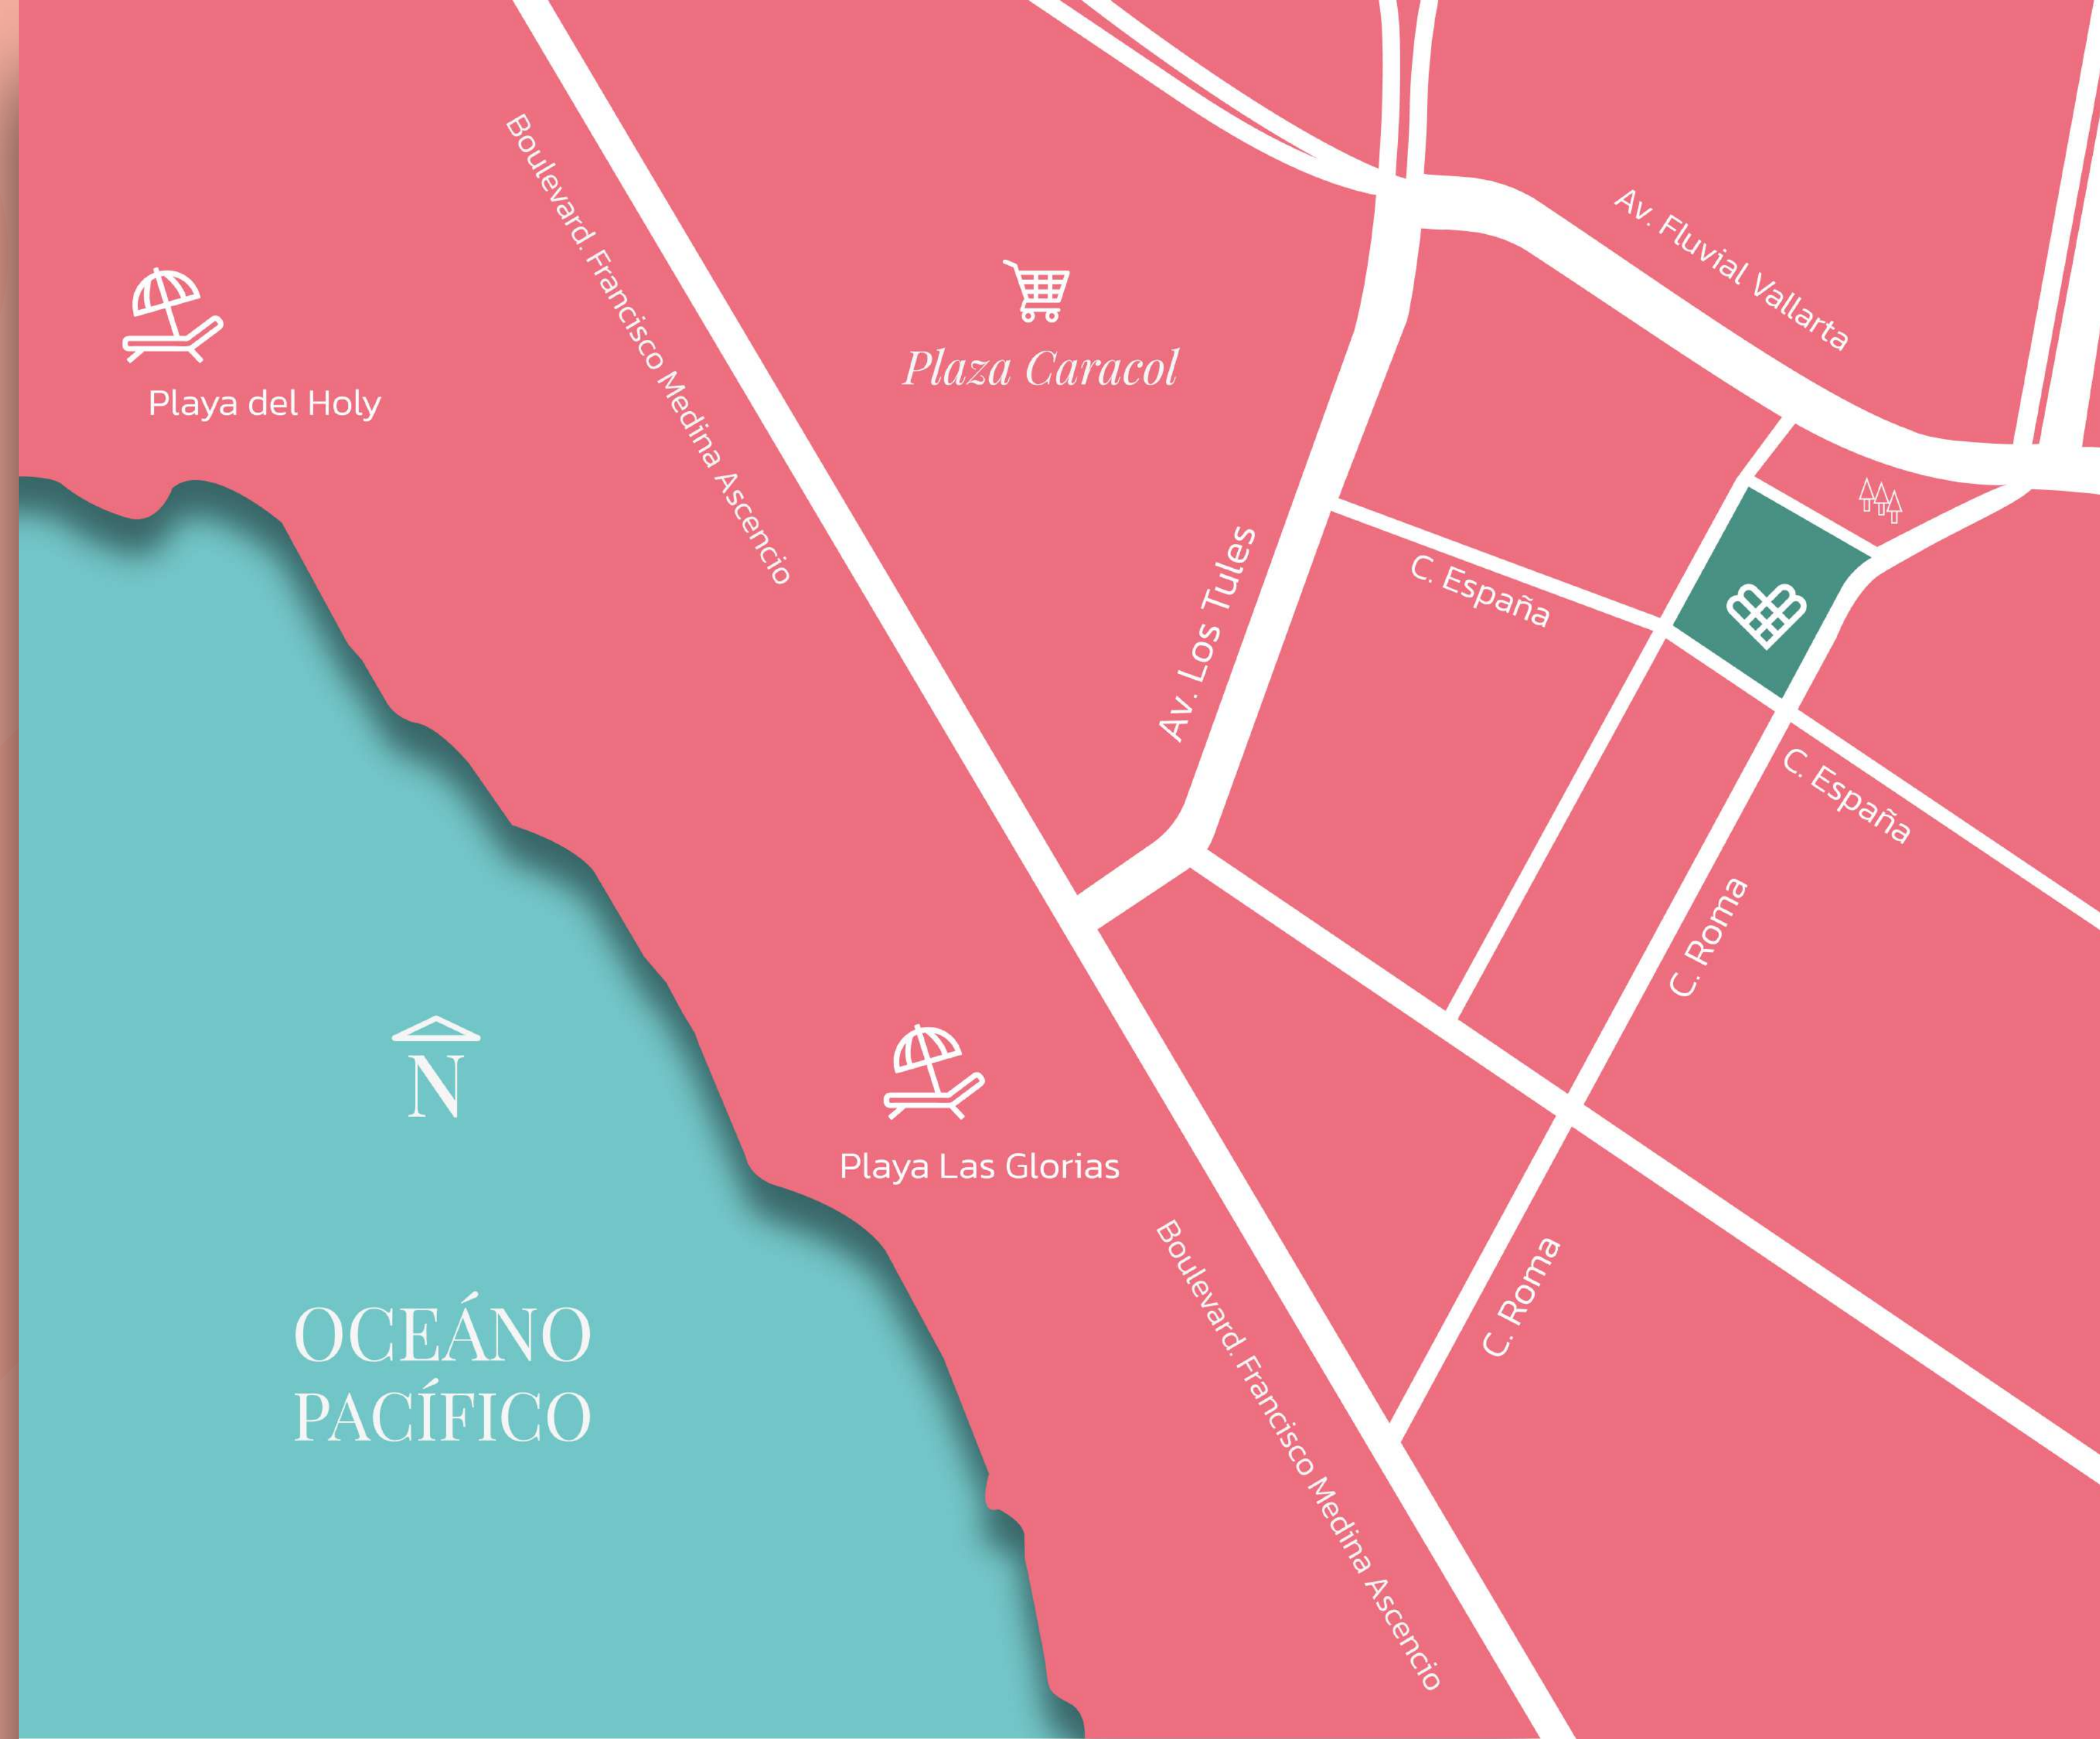 Boulevard. Francisco Medina Ascencio
Av. Fluvial Vallarta
Plaza Caracol
Playa del Holy
Av. Los Tules
C. España
C. España
C. Roma
N
Playa Las Glorias
Boulevard. Francisco Medina Ascencio
C. Roma
OCEÁNO
PACÍFICO